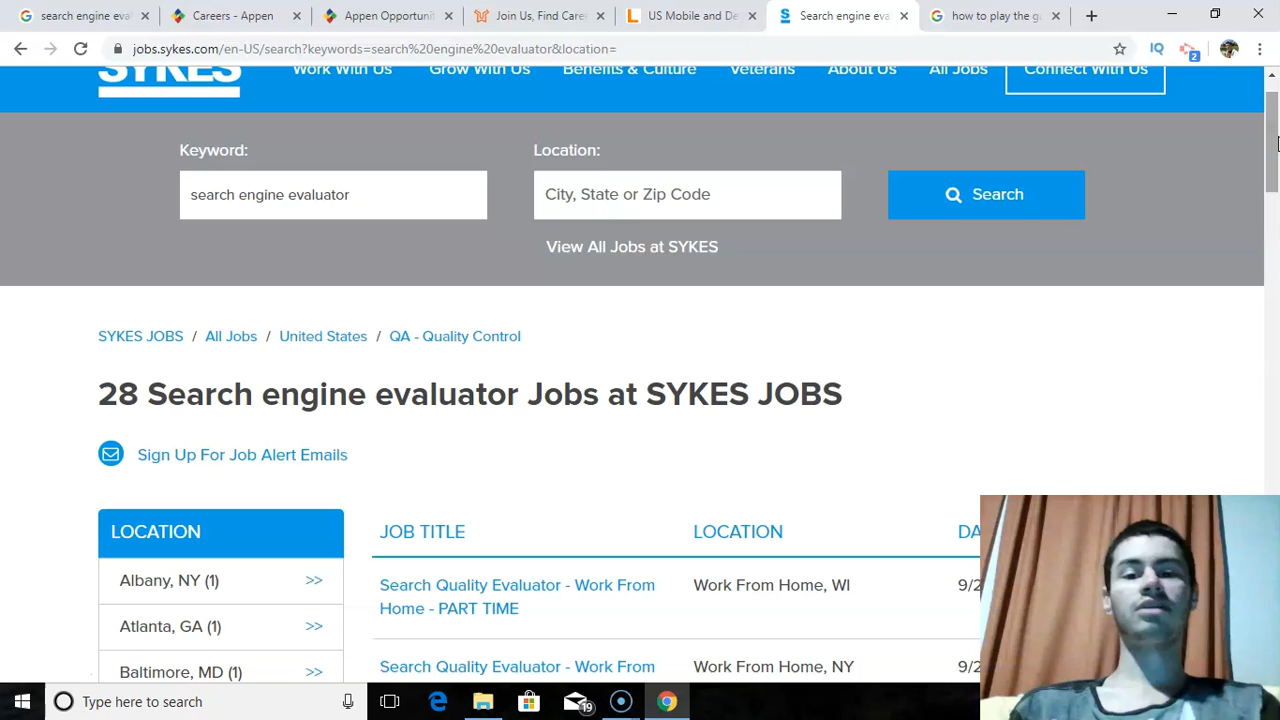 search engine eva
Careers - Appen
Appen Opportuni
Join Us, Find Care
US Mobile and De
Search engine eva
how to play the g
jobs.sykes.com/en-US/search?keywords=search%20engine%20evaluator&location=
2
SYKES
Work With Us
Grow With Us
Benefits & Culture
Veterans
About Us
All Jobs
Connect With Us
Keyword:
Location:
search engine evaluator
City, State or Zip Code
Search
View All Jobs at SYKES
SYKES JOBS / All Jobs / United States / QA - Quality Control
28 Search engine evaluator Jobs at SYKES JOBS
Sign Up For Job Alert Emails
LOCATION
Albany, NY (1) >>
Atlanta, GA (1) >>
Baltimore, MD (1) >>
JOB TITLE
LOCATION
DA
Search Quality Evaluator - Work From
Home - PART TIME
Work From Home, WI
9/2
Search Quality Evaluator - Work From
Work From Home, NY
9/2
Type here to search
19